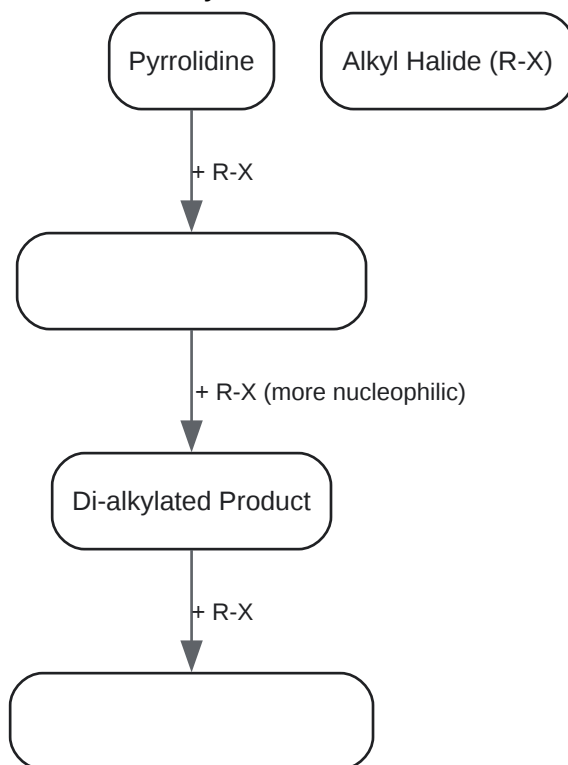 Pyrrolidine
Alkyl Halide (R-X)
+ R-X
+ R-X (more nucleophilic)
Di-alkylated Product
+ R-X